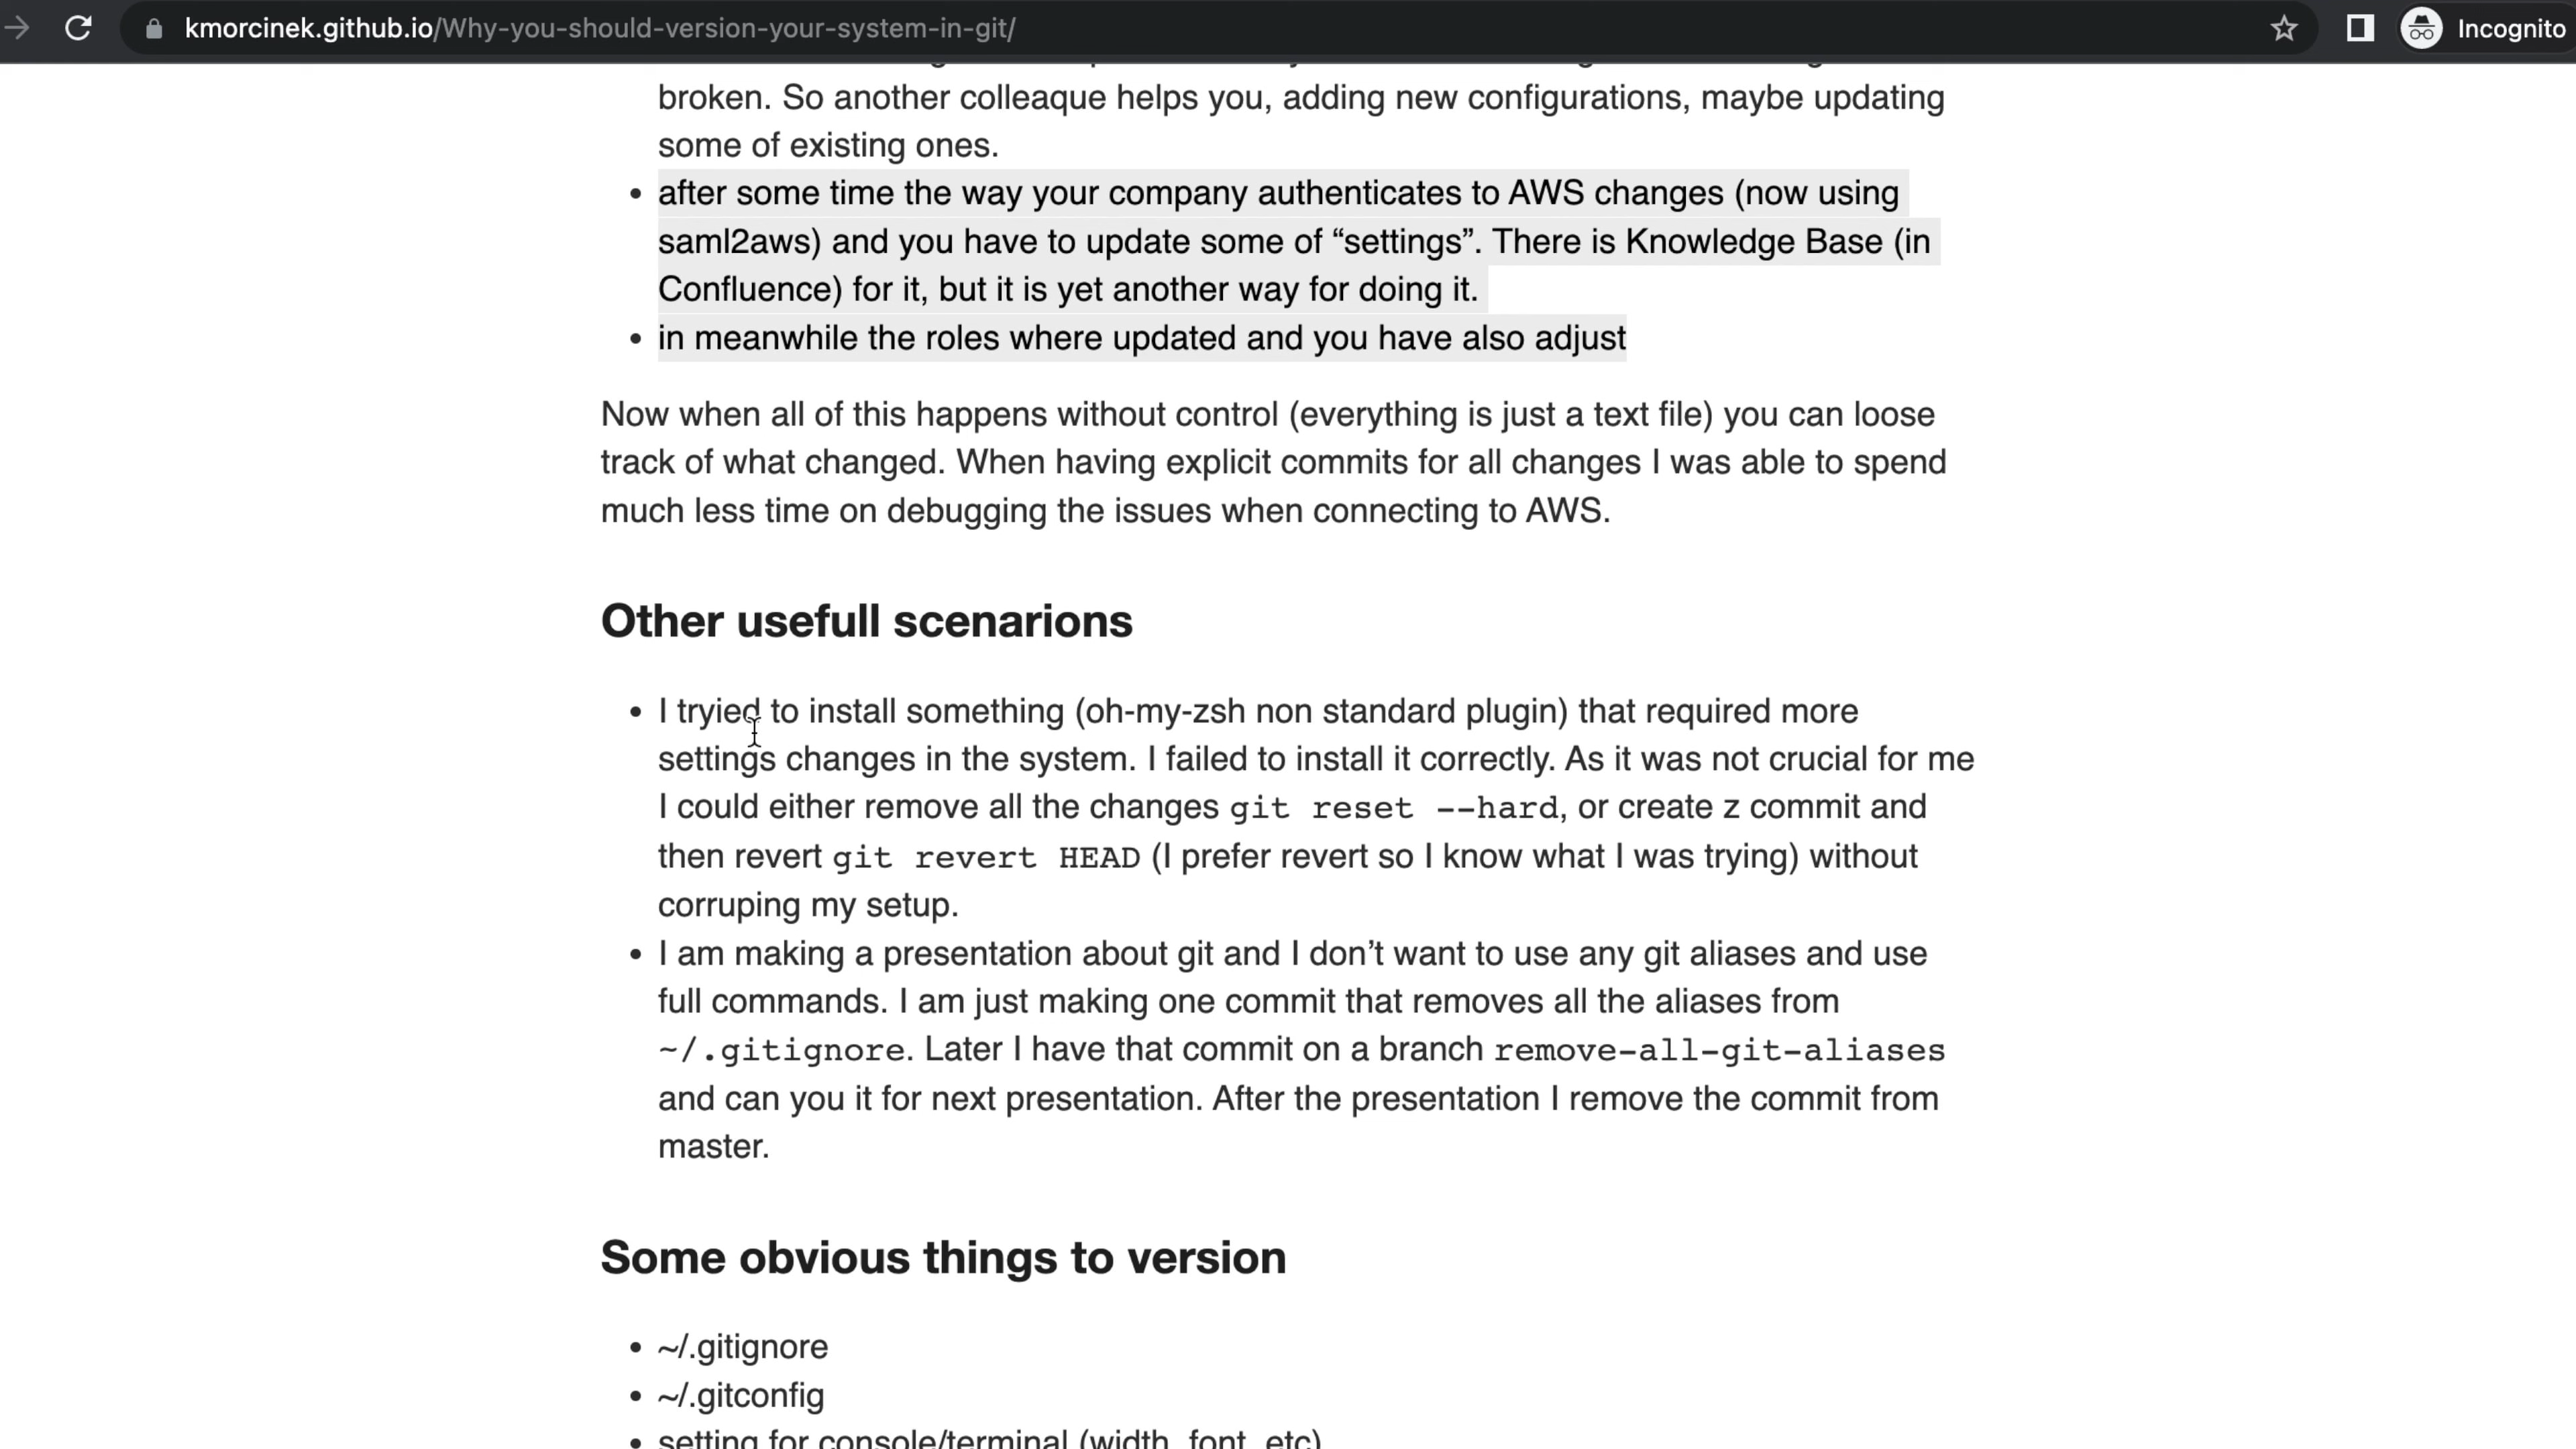 kmorcinek.github.io/Why-you-should-version-your-system-in-git/
Incognito
broken. So another colleaque helps you, adding new configurations, maybe updating
some of existing ones.
• after some time the way your company authenticates to AWS changes (now using
saml2aws) and you have to update some of “settings”. There is Knowledge Base (in
Confluence) for it, but it is yet another way for doing it.
• in meanwhile the roles where updated and you have also adjust
Now when all of this happens without control (everything is just a text file) you can loose
track of what changed. When having explicit commits for all changes I was able to spend
much less time on debugging the issues when connecting to AWS.
Other usefull scenarions
• I tryied to install something (oh-my-zsh non standard plugin) that required more
settings changes in the system. I failed to install it correctly. As it was not crucial for me
I could either remove all the changes git reset --hard, or create z commit and
then revert git revert HEAD (I prefer revert so I know what I was trying) without
corruping my setup.
• I am making a presentation about git and I don’t want to use any git aliases and use
full commands. I am just making one commit that removes all the aliases from
~/.gitignore. Later I have that commit on a branch remove-all-git-aliases
and can you it for next presentation. After the presentation I remove the commit from
master.
Some obvious things to version
• ~/.gitignore
• ~/.gitconfig
• setting for console/terminal (width, font, etc)